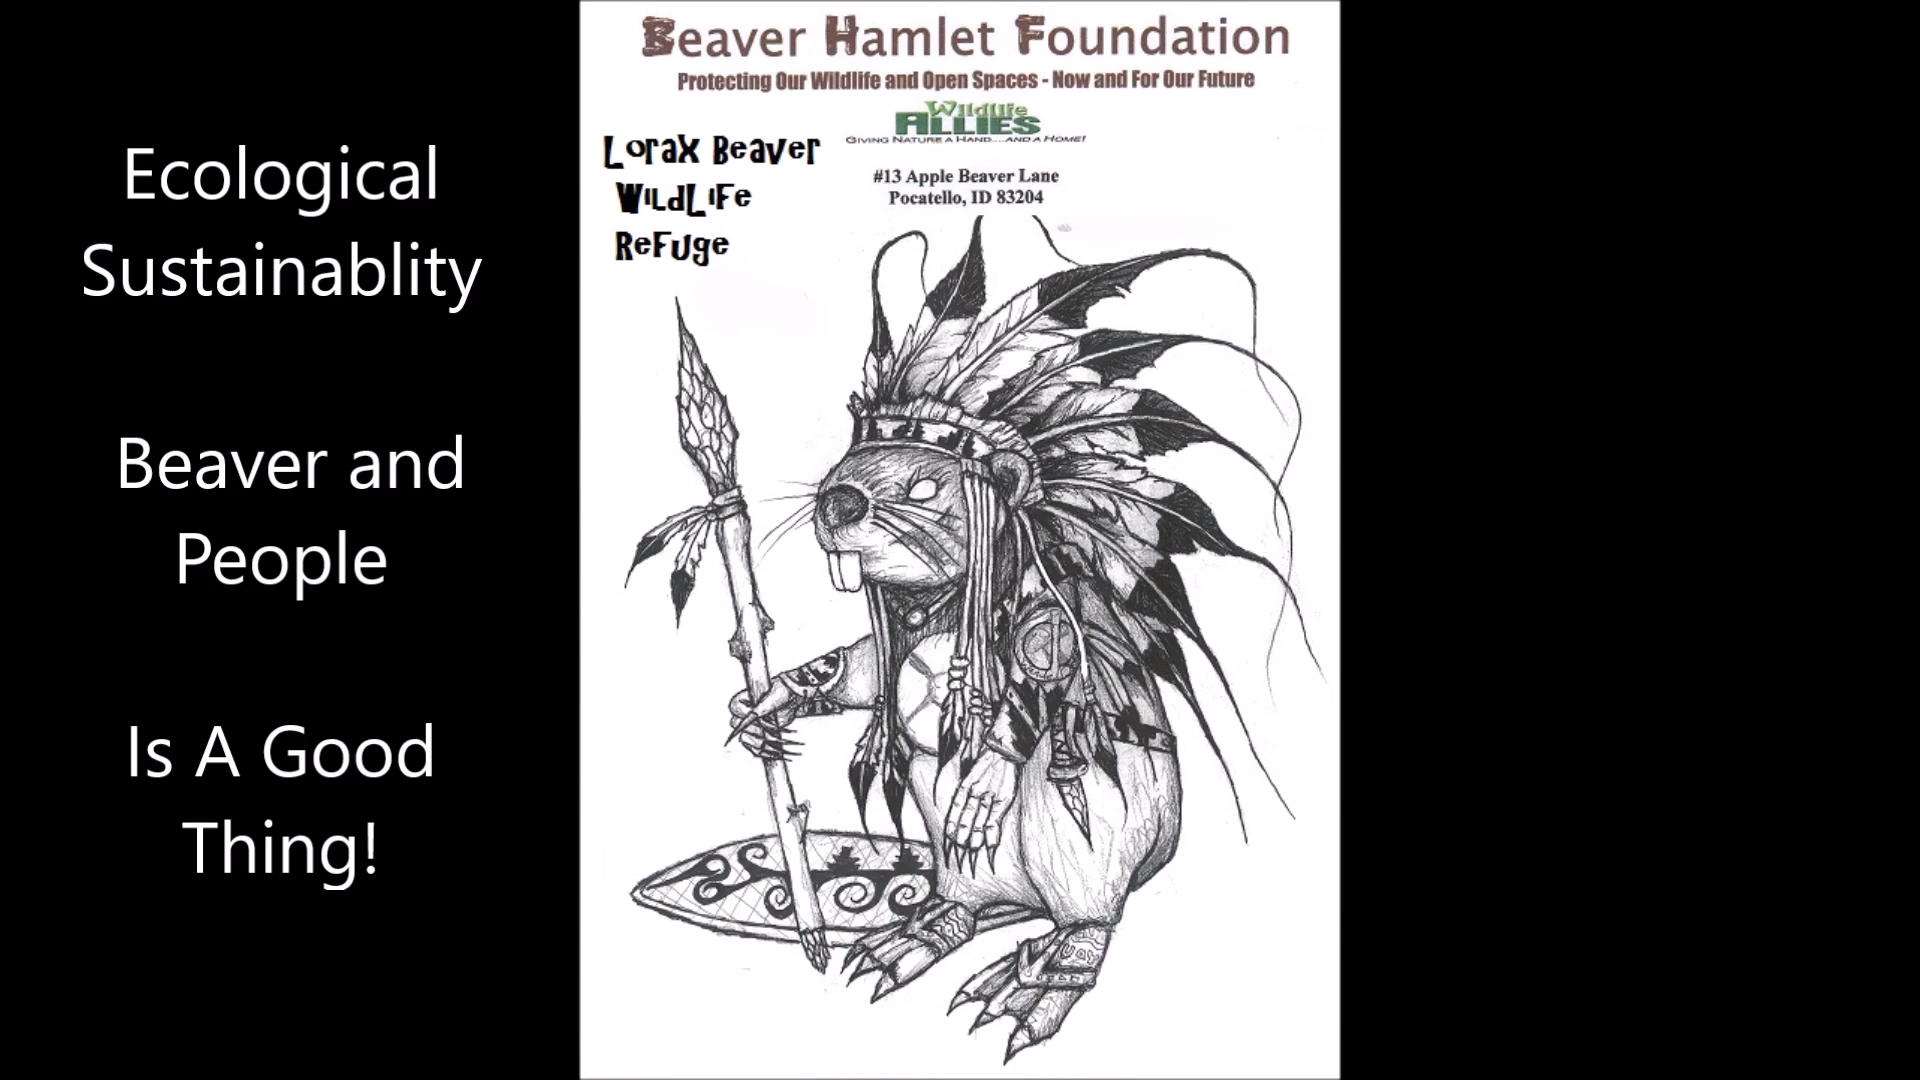 Ecological
Sustainablity
Beaver and
People
Is A Good
Thing!
Beaver Hamlet Foundation
Protecting Our Wildlife and Open Spaces - Now and For Our Future
Wildlife
ALLIES
GIVING NATURE A HAND....AND A HOME!
LoraX Beaver
WildLiFe
ReFuge
#13 Apple Beaver Lane
Pocatello, ID 83204